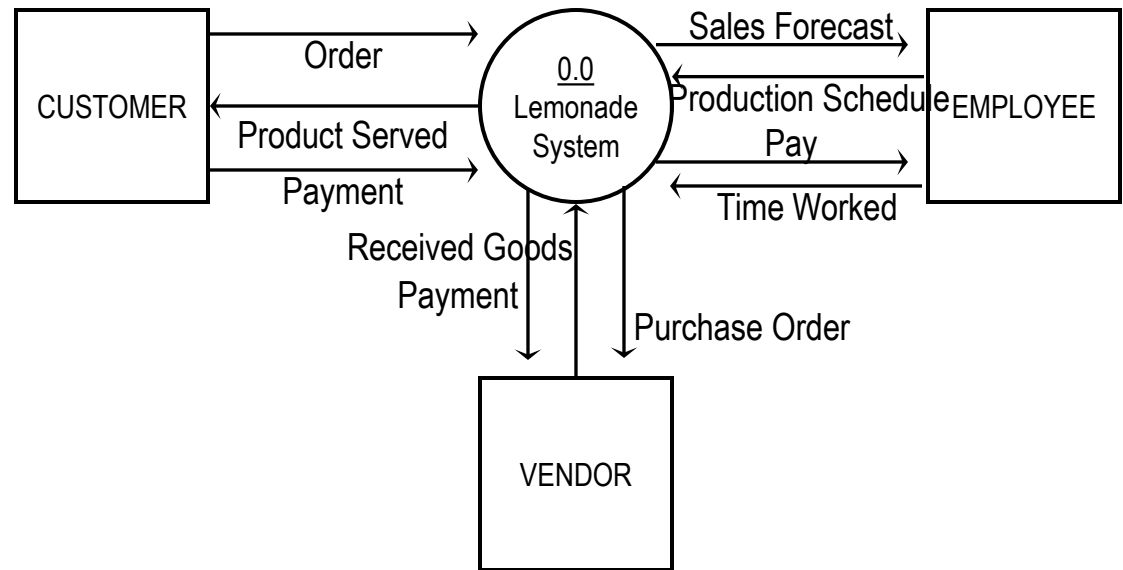 Order
CUSTOMER
Product Served
Payment
0.0
Lemonade
System
Sales Forecast
Production Schedule
EMPLOYEE
Pay
Time Worked
Received Goods
Payment
Purchase Order
VENDOR